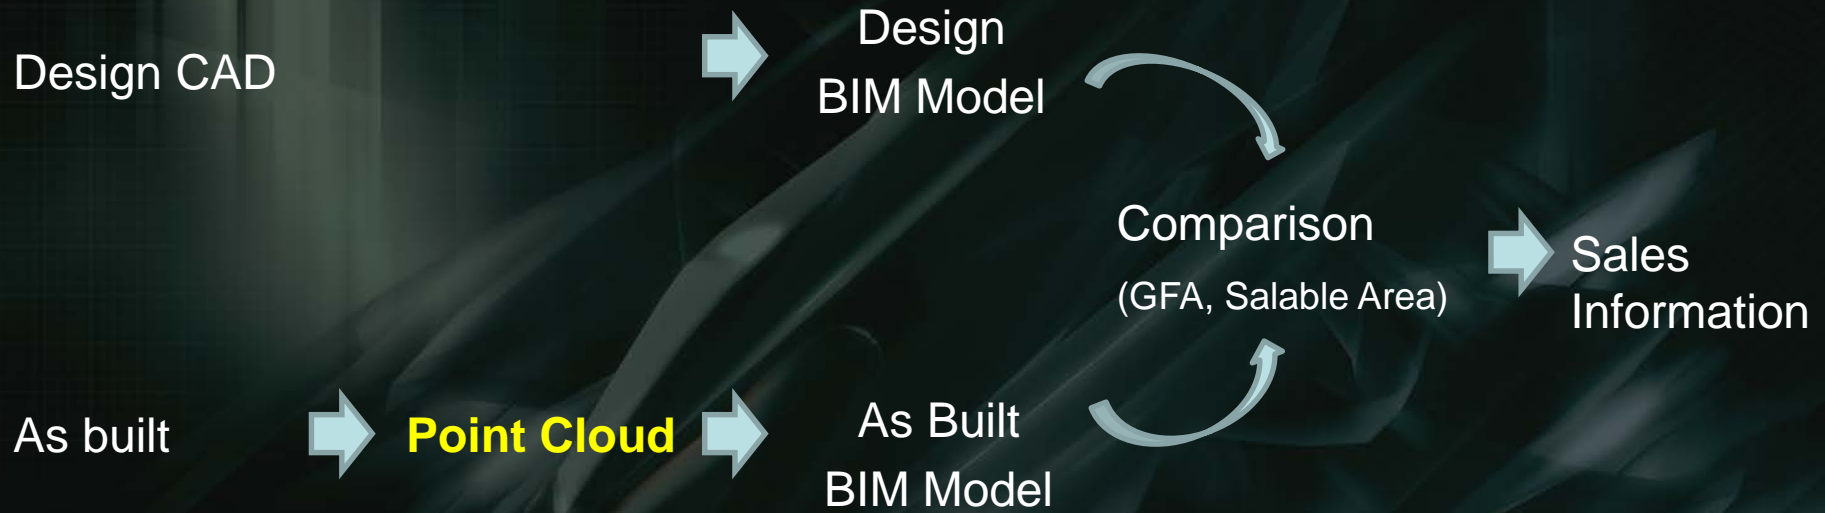 Design CAD
Design
BIM Model
Comparison
(GFA, Salable Area)
Sales
Information
As built
Point Cloud
As Built
BIM Model